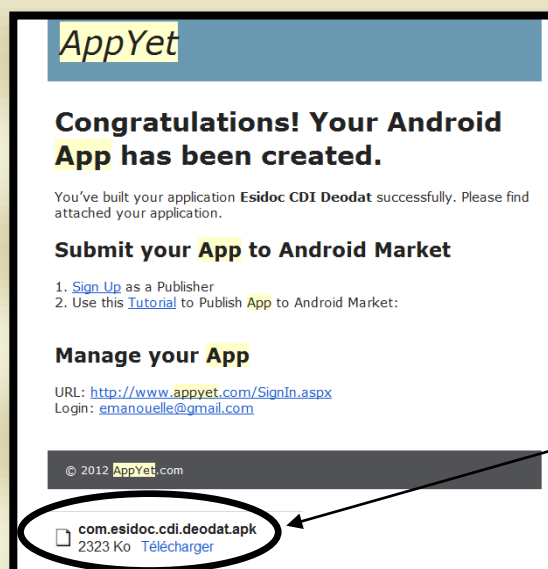 AppYet
Congratulations! Your Android
App has been created.
You've built your application Esidoc CDI Deodat successfully. Please find
attached your application.
Submit your App to Android Market
1. Sign Up as a Publisher
2. Use this Tutorial to Publish App to Android Market:
Manage your App
URL: http://www.appyet.com/SignIn.aspx
Login: emanouelle@gmail.com
© 2012 AppYet.com
com.esidoc.cdi.deodat.apk
2323 Ko Télécharger